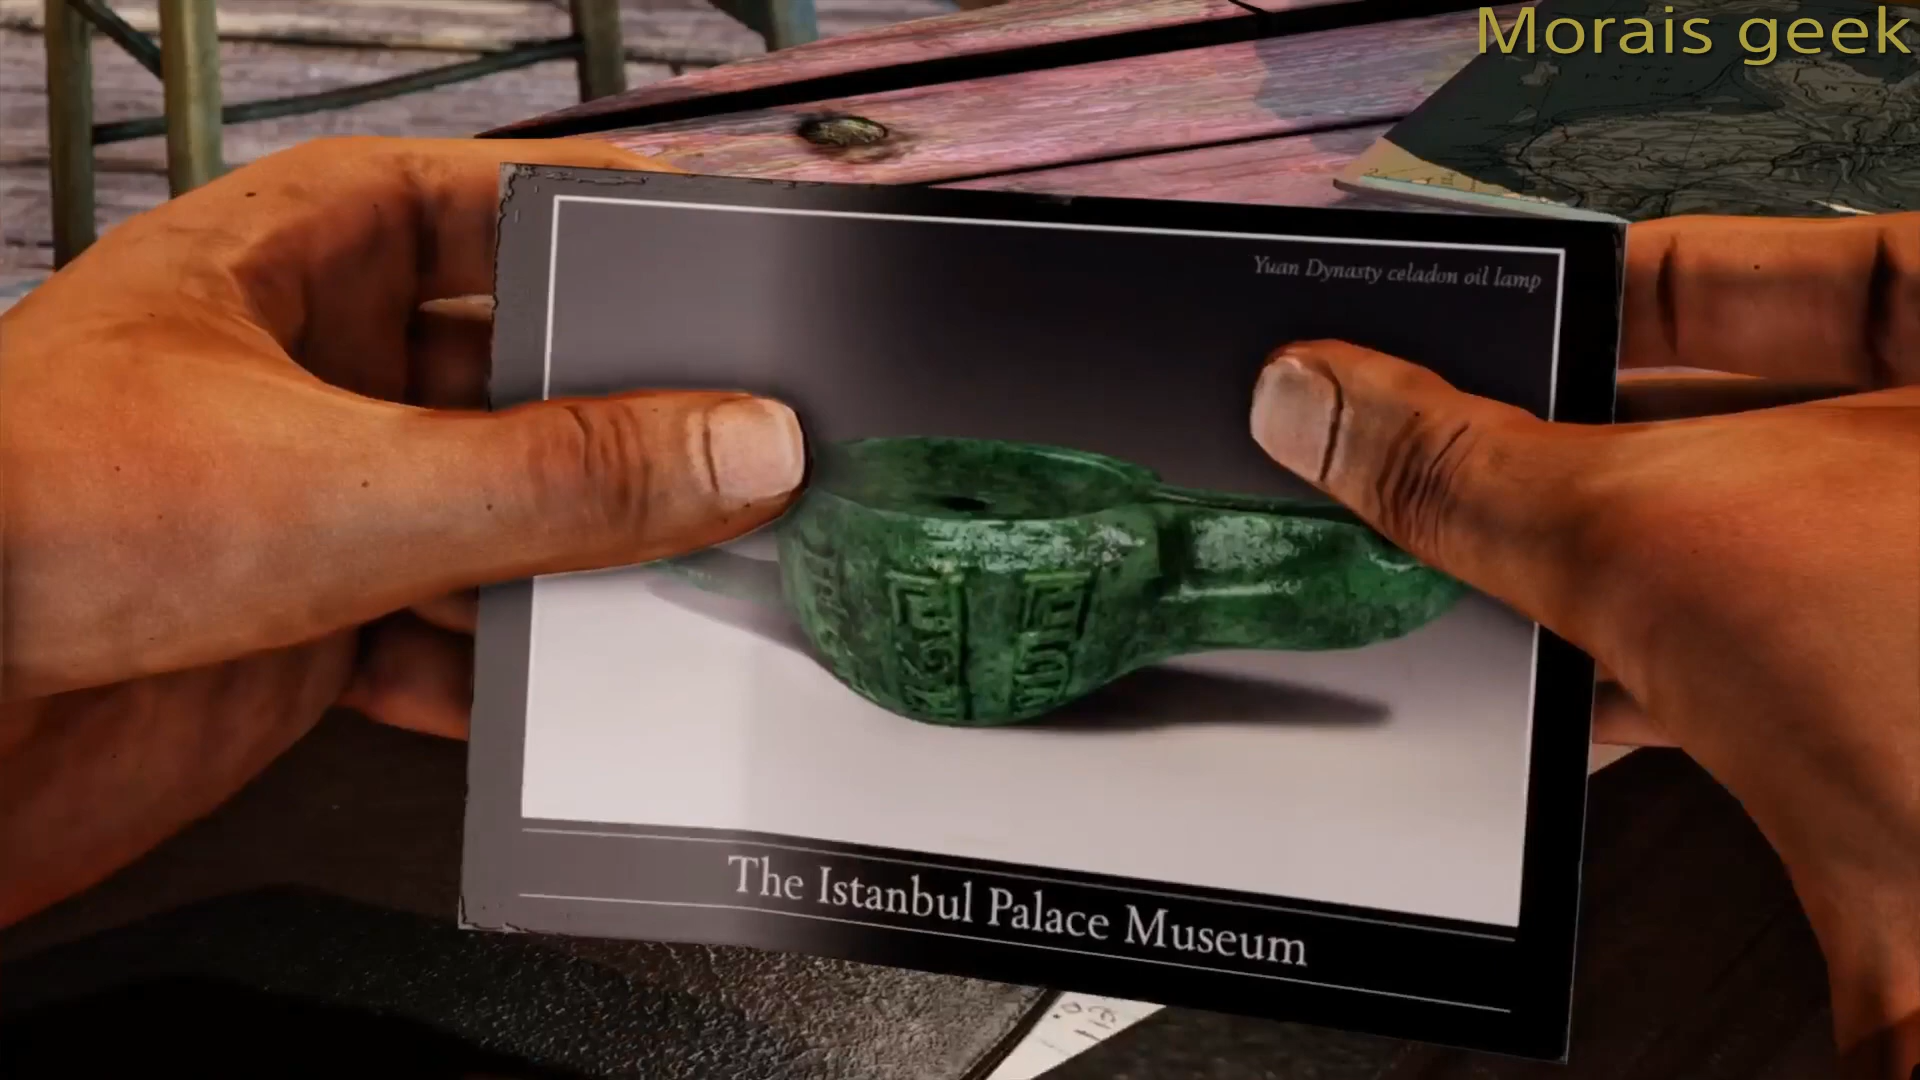 Morais geek
Yuan Dynasty celadon oil lamp
The Istanbul Palace Museum